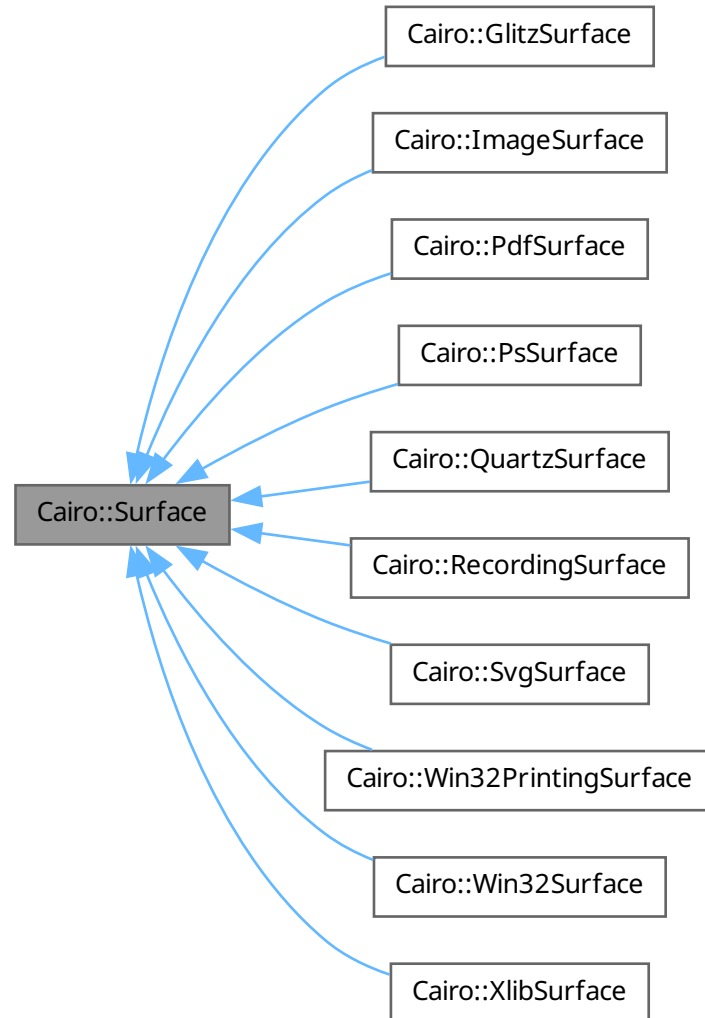 Cairo::GlitzSurface
Cairo::ImageSurface
Cairo::PdfSurface
Cairo::PsSurface
Cairo::QuartzSurface
Cairo::Surface
Cairo::RecordingSurface
Cairo::SvgSurface
Cairo::Win32PrintingSurface
Cairo::Win32Surface
Cairo::XlibSurface